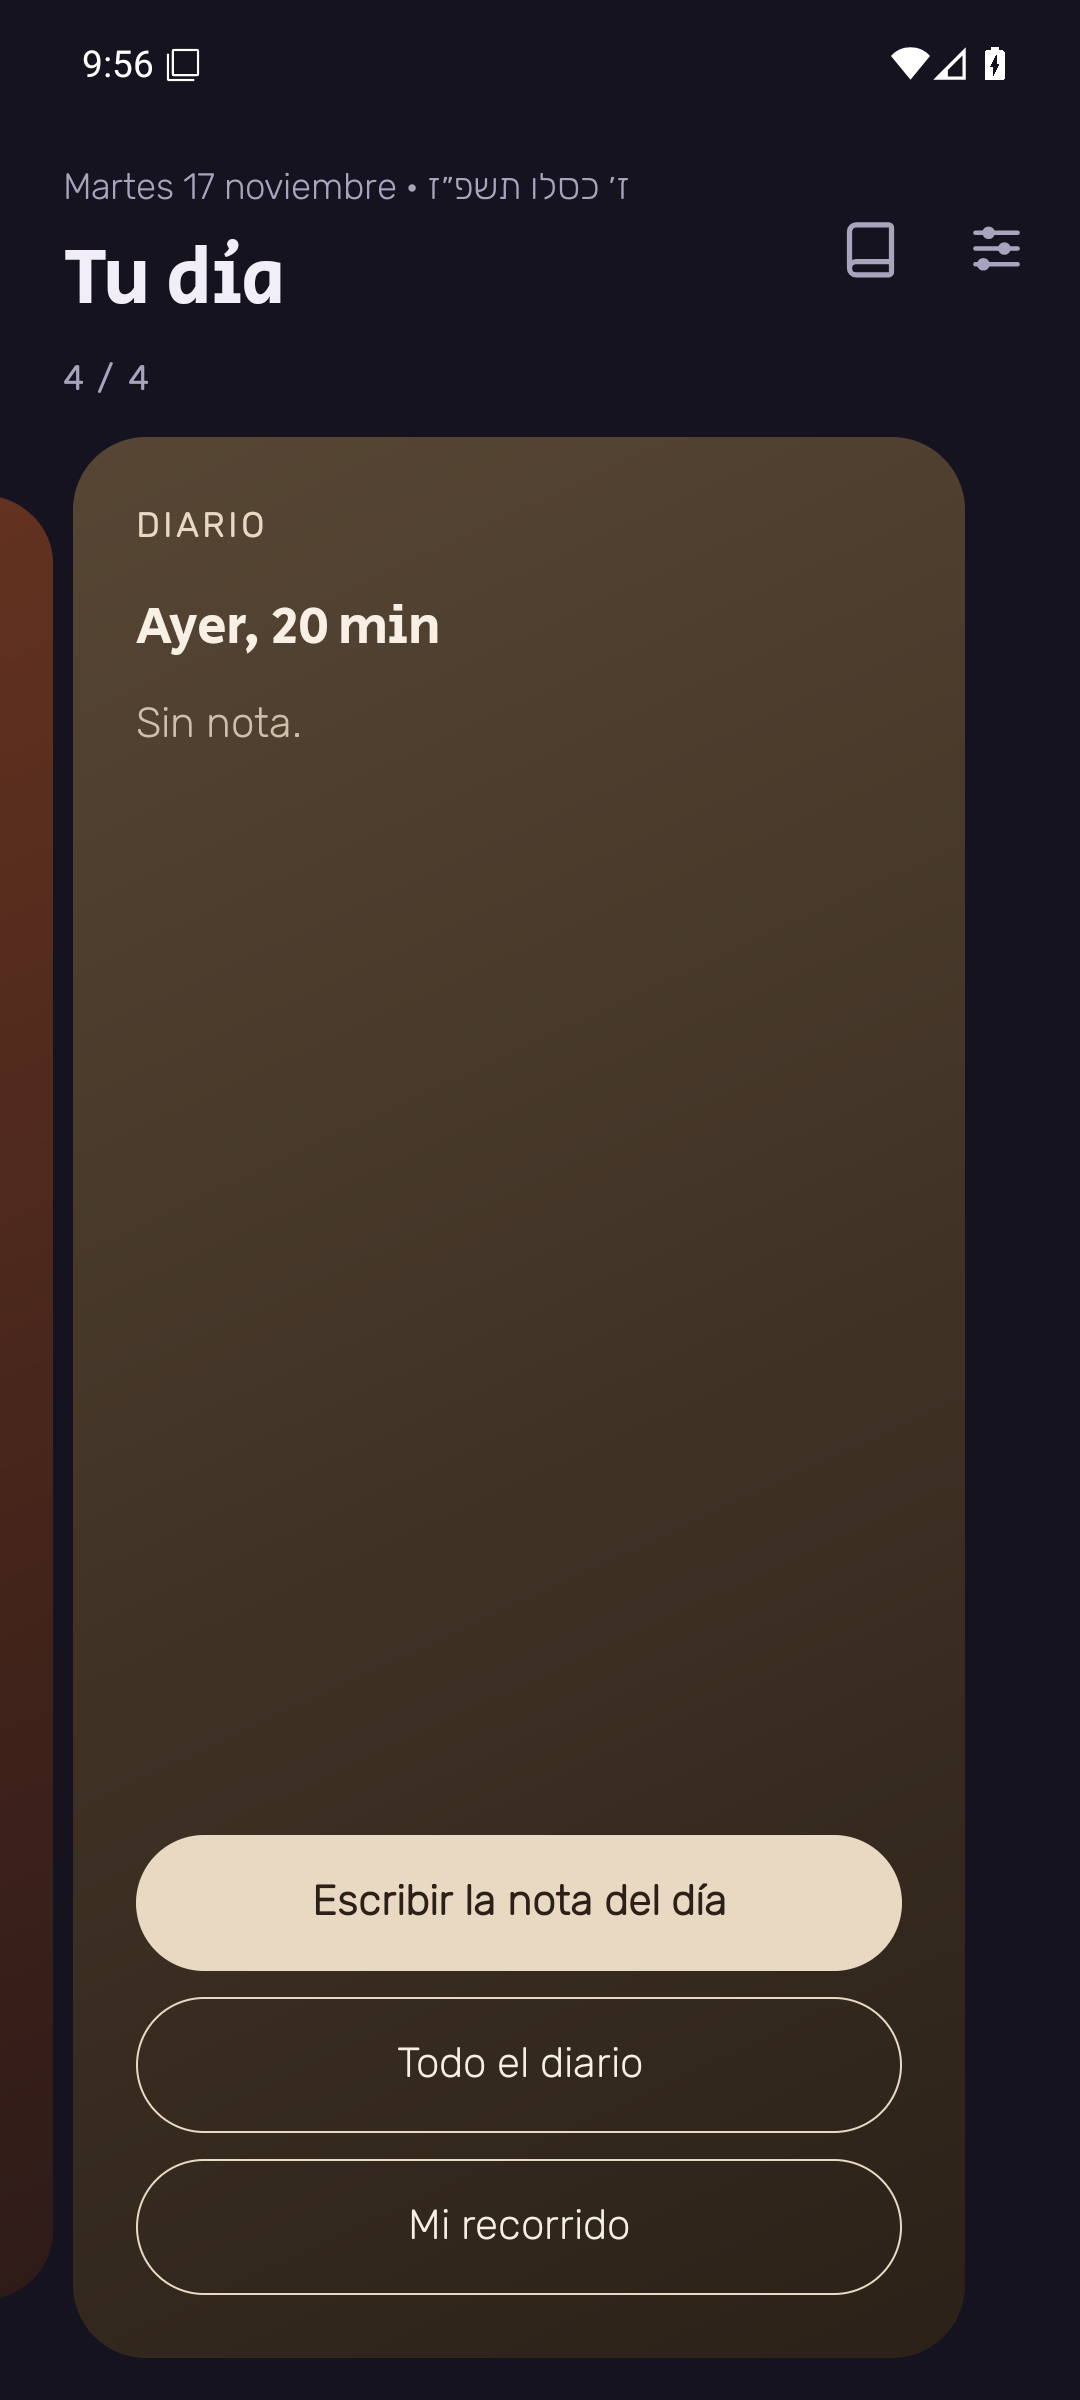 9:56
Martes 17 noviembre • ז׳ כסלו תשפ״ז
Tu día
4 / 4
DIARIO
Ayer, 20 min
Sin nota.
Escribir la nota del día
Todo el diario
Mi recorrido